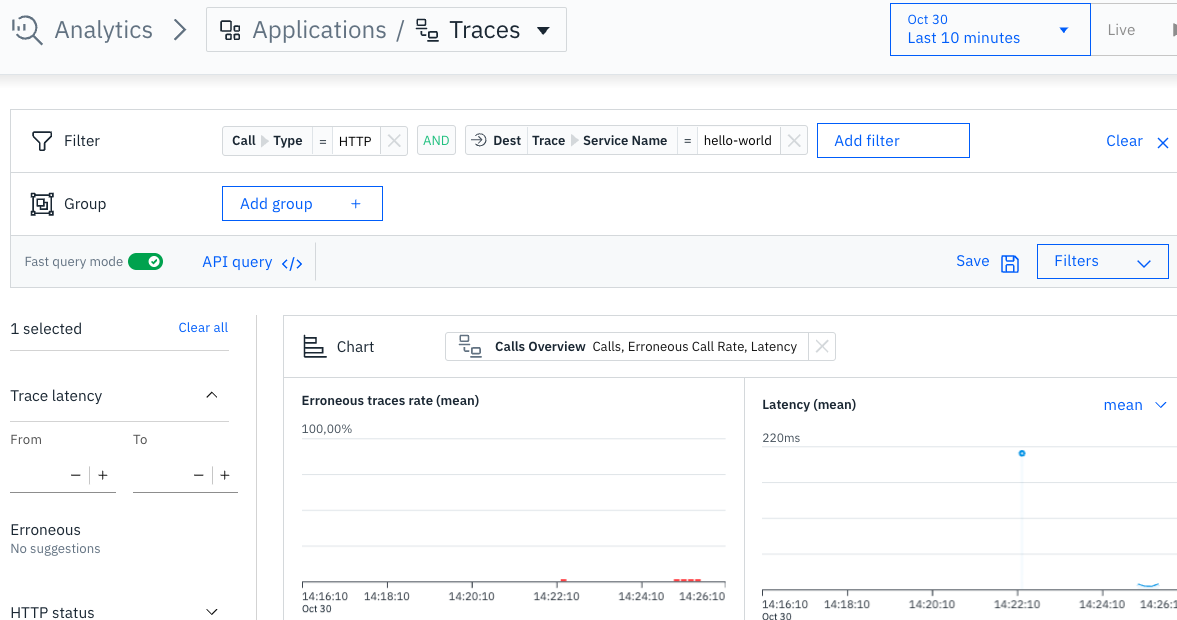 Analytics
Applications / Traces
Oct 30
Last 10 minutes
Live
Filter
Call Type = HTTP
AND
Dest Trace Service Name = hello-world
Add filter
Clear
Group
Add group +
Fast query mode
API query </>
Save
Filters
1 selected
Clear all
Trace latency
From
To
− +
− +
Erroneous
No suggestions
HTTP status
Chart
Calls Overview Calls, Erroneous Call Rate, Latency
Erroneous traces rate (mean)
100,00%
14:16:10 14:18:10 14:20:10 14:22:10 14:24:10 14:26:10
Oct 30
Latency (mean)
mean
220ms
14:16:10 14:18:10 14:20:10 14:22:10 14:24:10 14:26:1
Oct 30